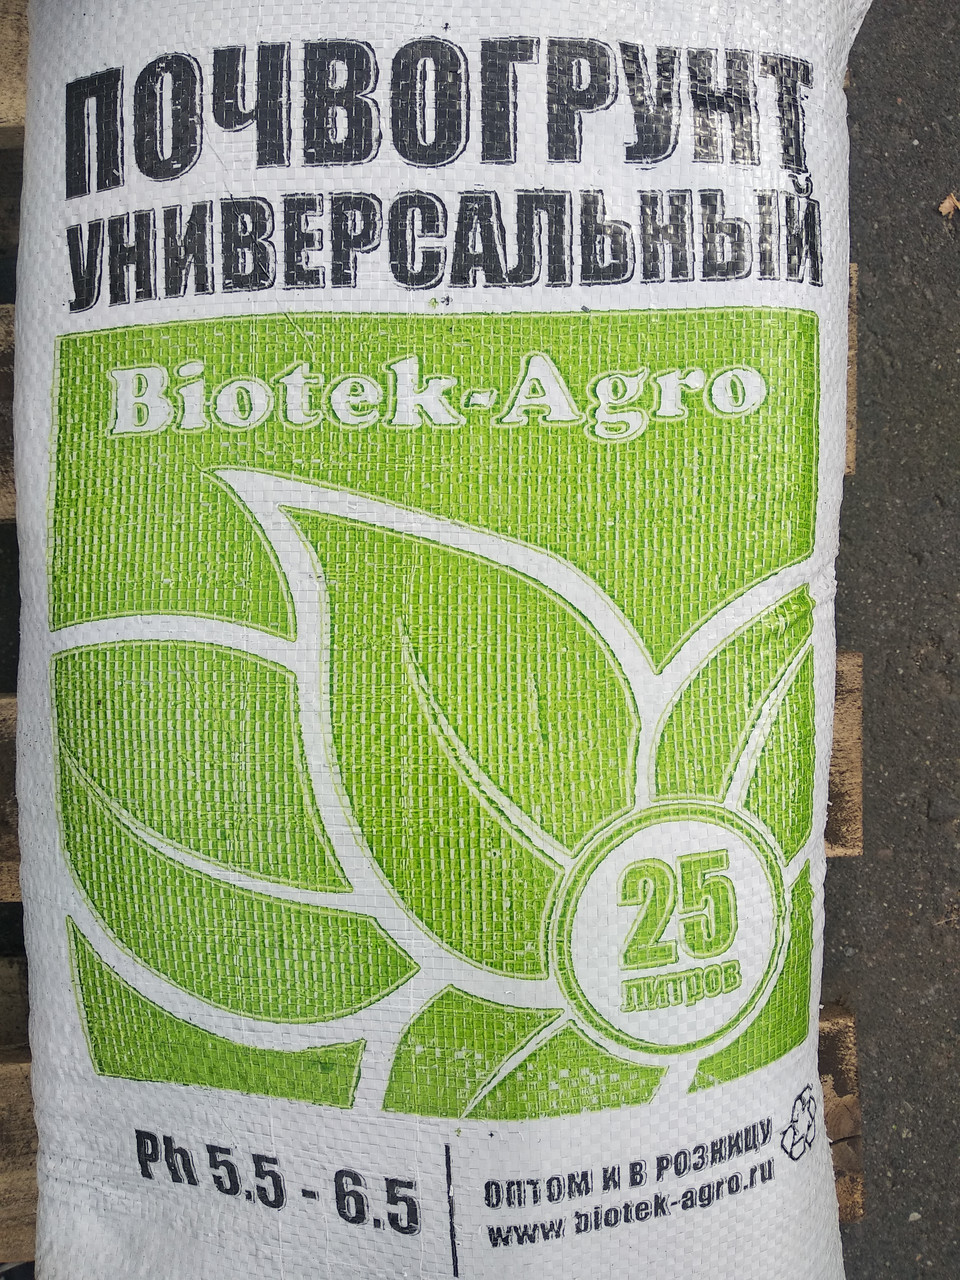 ПОЧВОГРУНТ
УНИВЕРСАЛЬНЫЙ
Biotek-Agro
25
ЛИТРОВ
Ph 5.5 - 6.5
ОПТОМ И В РОЗНИЦУ
www biotek-agro.ru